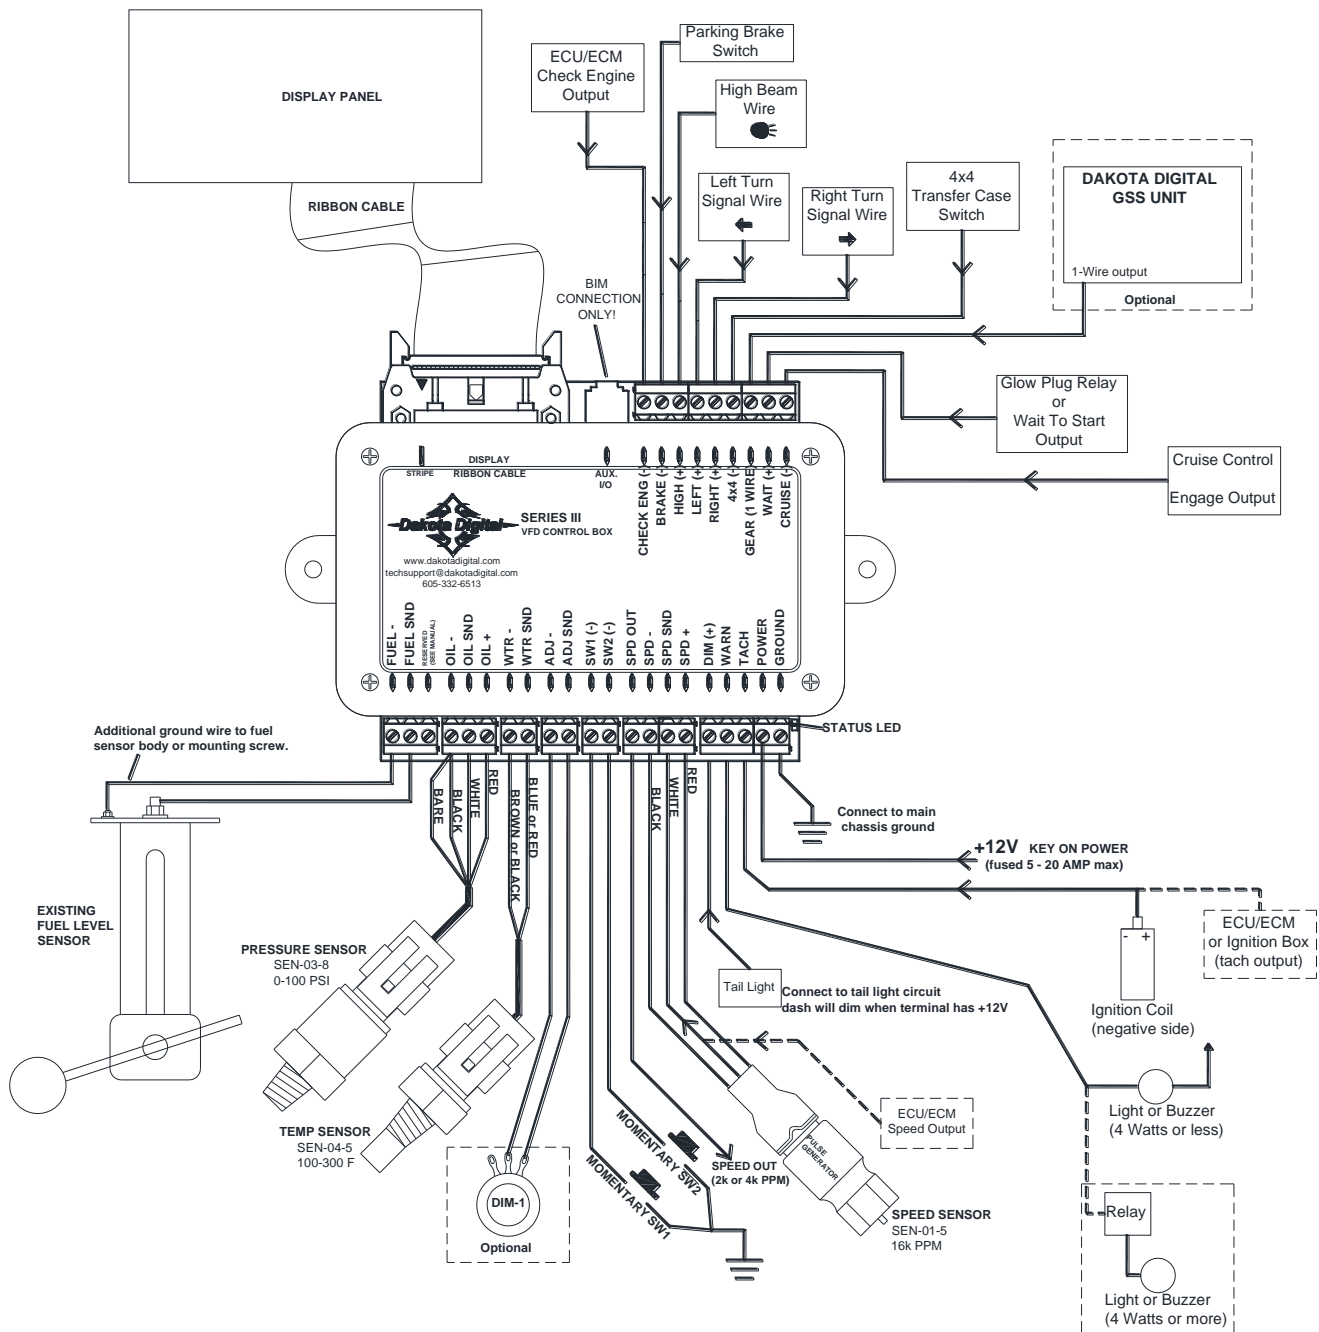 DISPLAY PANEL
RIBBON CABLE
ECU/ECM
Check Engine
Output
Parking Brake
Switch
High Beam
Wire
Left Turn
Signal Wire
Right Turn
Signal Wire
4x4
Transfer Case
Switch
DAKOTA DIGITAL
GSS UNIT
1-Wire output
Optional
BIM
CONNECTION
ONLY!
Glow Plug Relay
or
Wait To Start
Output
Cruise Control
Engage Output
STRIPE
DISPLAY
RIBBON CABLE
AUX.
I/O
CHECK ENG (-)
BRAKE (-)
HIGH (+)
LEFT (+)
RIGHT (+)
4x4 (-)
GEAR (1 WIRE)
WAIT (+)
CRUISE (-)
Dakota Digital
SERIES III
VFD CONTROL BOX
www.dakotadigital.com
techsupport@dakotadigital.com
605-332-6513
FUEL -
FUEL SND
RESERVED
(SEE MANUAL)
OIL -
OIL SND
OIL +
WTR -
WTR SND
ADJ -
ADJ SND
SW1 (-)
SW2 (-)
SPD OUT
SPD -
SPD SND
SPD +
DIM (+)
WARN
TACH
POWER
GROUND
STATUS LED
Additional ground wire to fuel
sensor body or mounting screw.
BARE
BLACK
WHITE
RED
BROWN or BLACK
BLUE or RED
BLACK
WHITE
RED
Connect to main
chassis ground
+12V KEY ON POWER
(fused 5 - 20 AMP max)
EXISTING
FUEL LEVEL
SENSOR
PRESSURE SENSOR
SEN-03-8
0-100 PSI
TEMP SENSOR
SEN-04-5
100-300 F
DIM-1
Optional
MOMENTARY SW2
MOMENTARY SW1
SPEED OUT
(2k or 4k PPM)
Tail Light
Connect to tail light circuit
dash will dim when terminal has +12V
PULSE
GENERATOR
SPEED SENSOR
SEN-01-5
16k PPM
ECU/ECM
Speed Output
- +
Ignition Coil
(negative side)
ECU/ECM
or Ignition Box
(tach output)
Light or Buzzer
(4 Watts or less)
Relay
Light or Buzzer
(4 Watts or more)